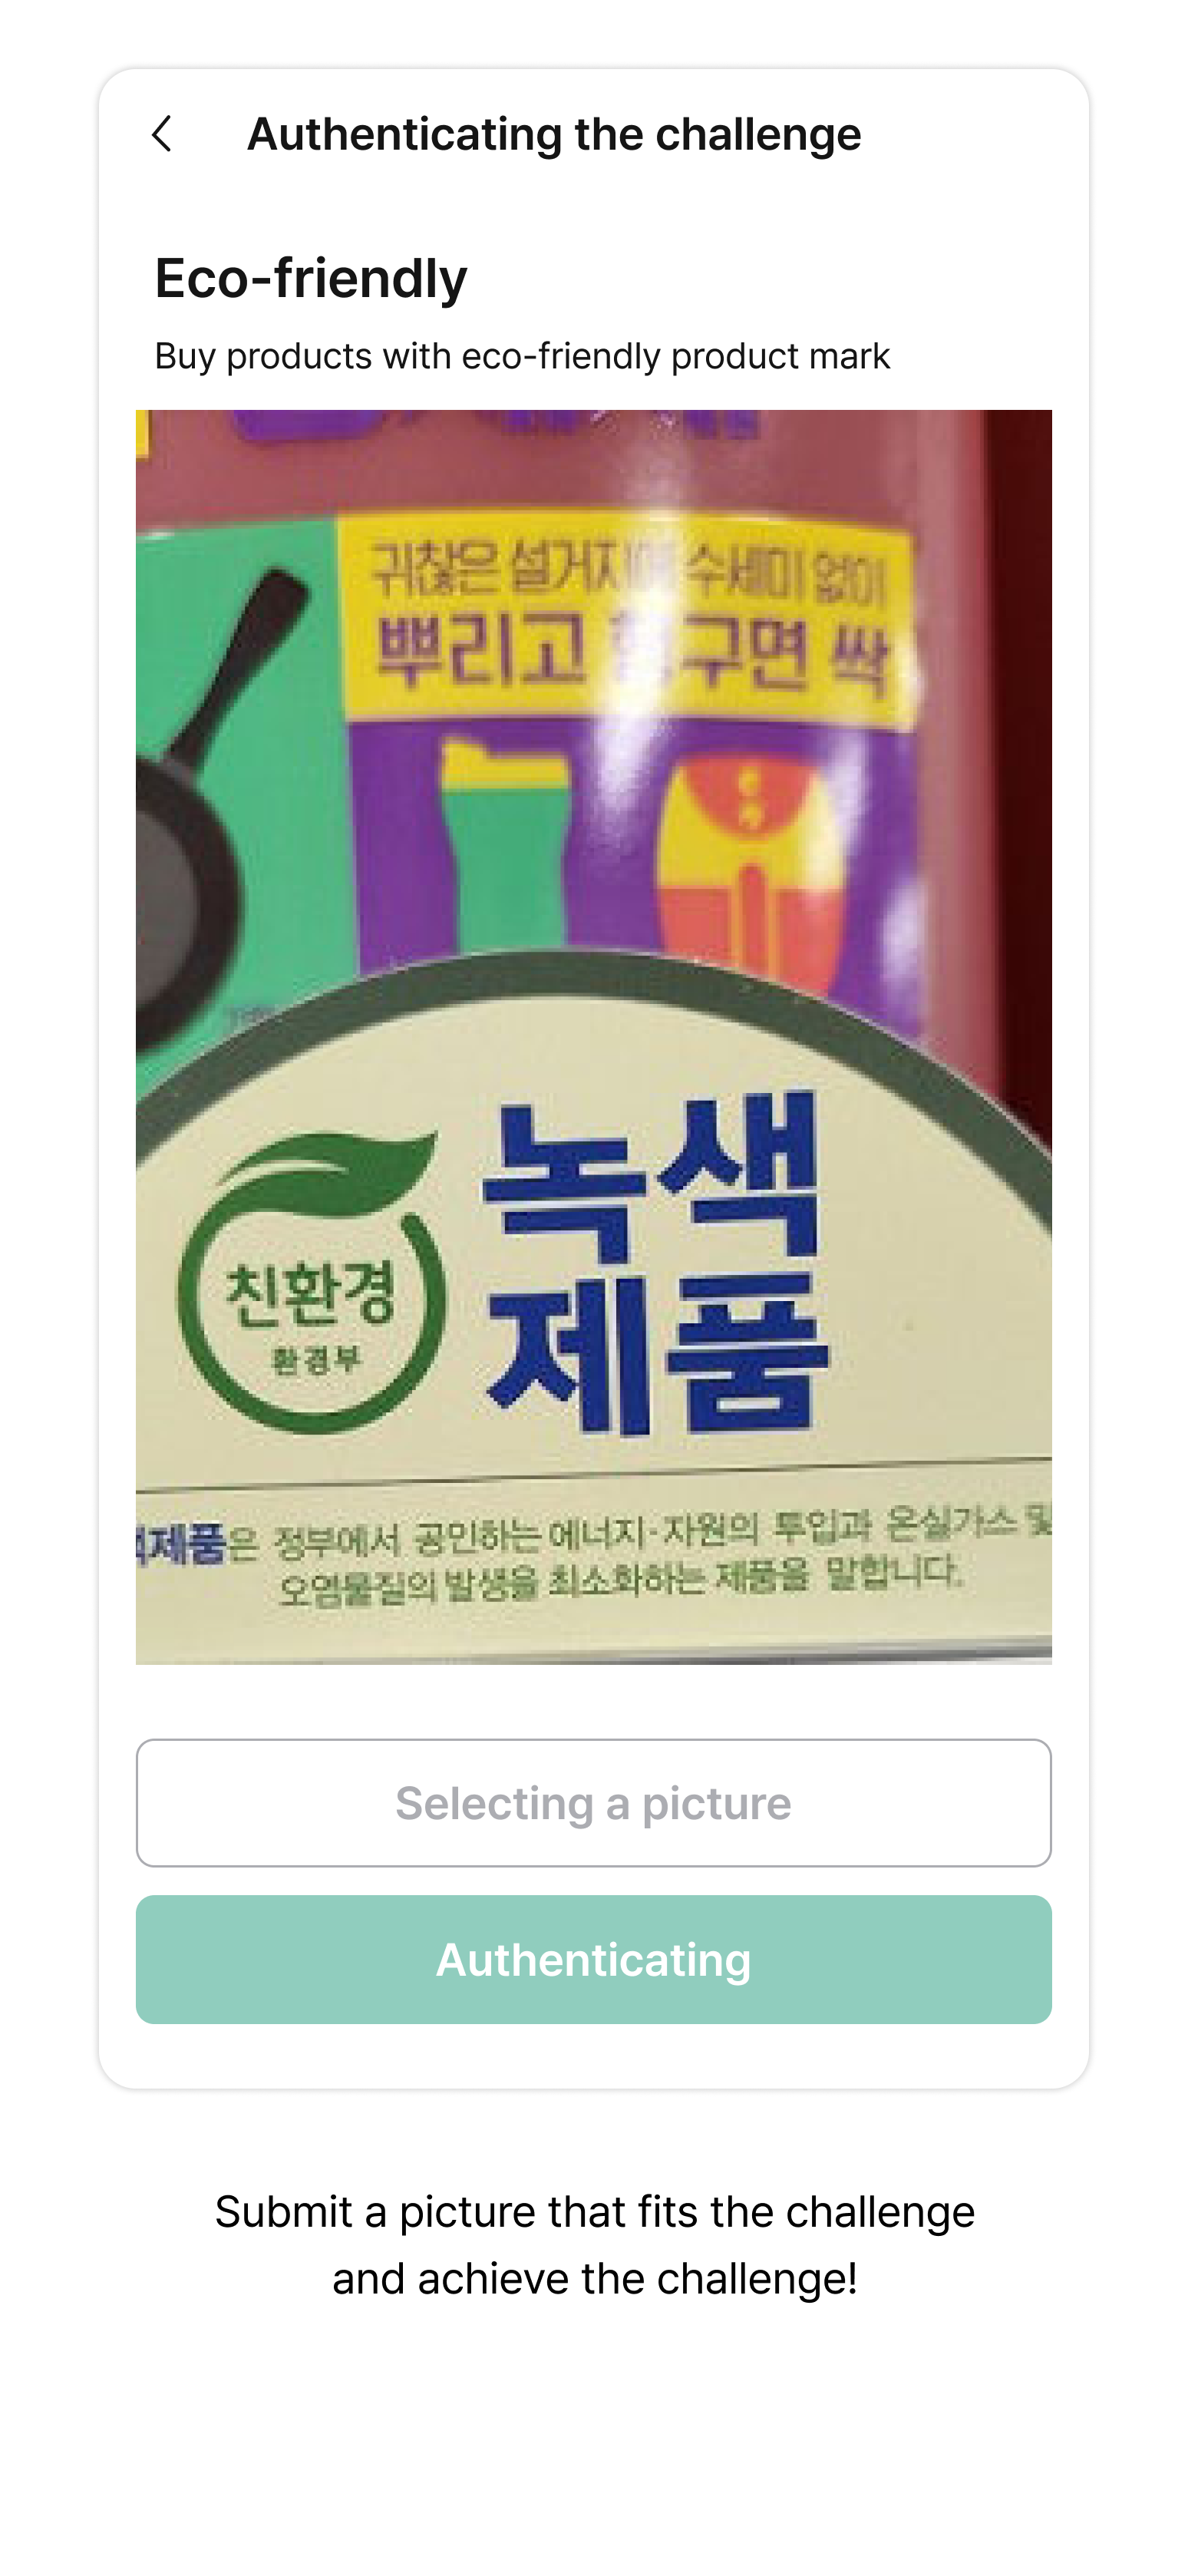 Authenticating the challenge
Eco-friendly
Buy products with eco-friendly product mark
귀찮은 설거지 수세미 없이
뿌리고 구면 싹
녹색
제품
친환경
환경부
제품은 정부에서 공인하는 에너지·자원의 투입과 온실가스 및
오염물질의 발생을 최소화하는 제품을 말합니다.
Selecting a picture
Authenticating
Submit a picture that fits the challenge
and achieve the challenge!